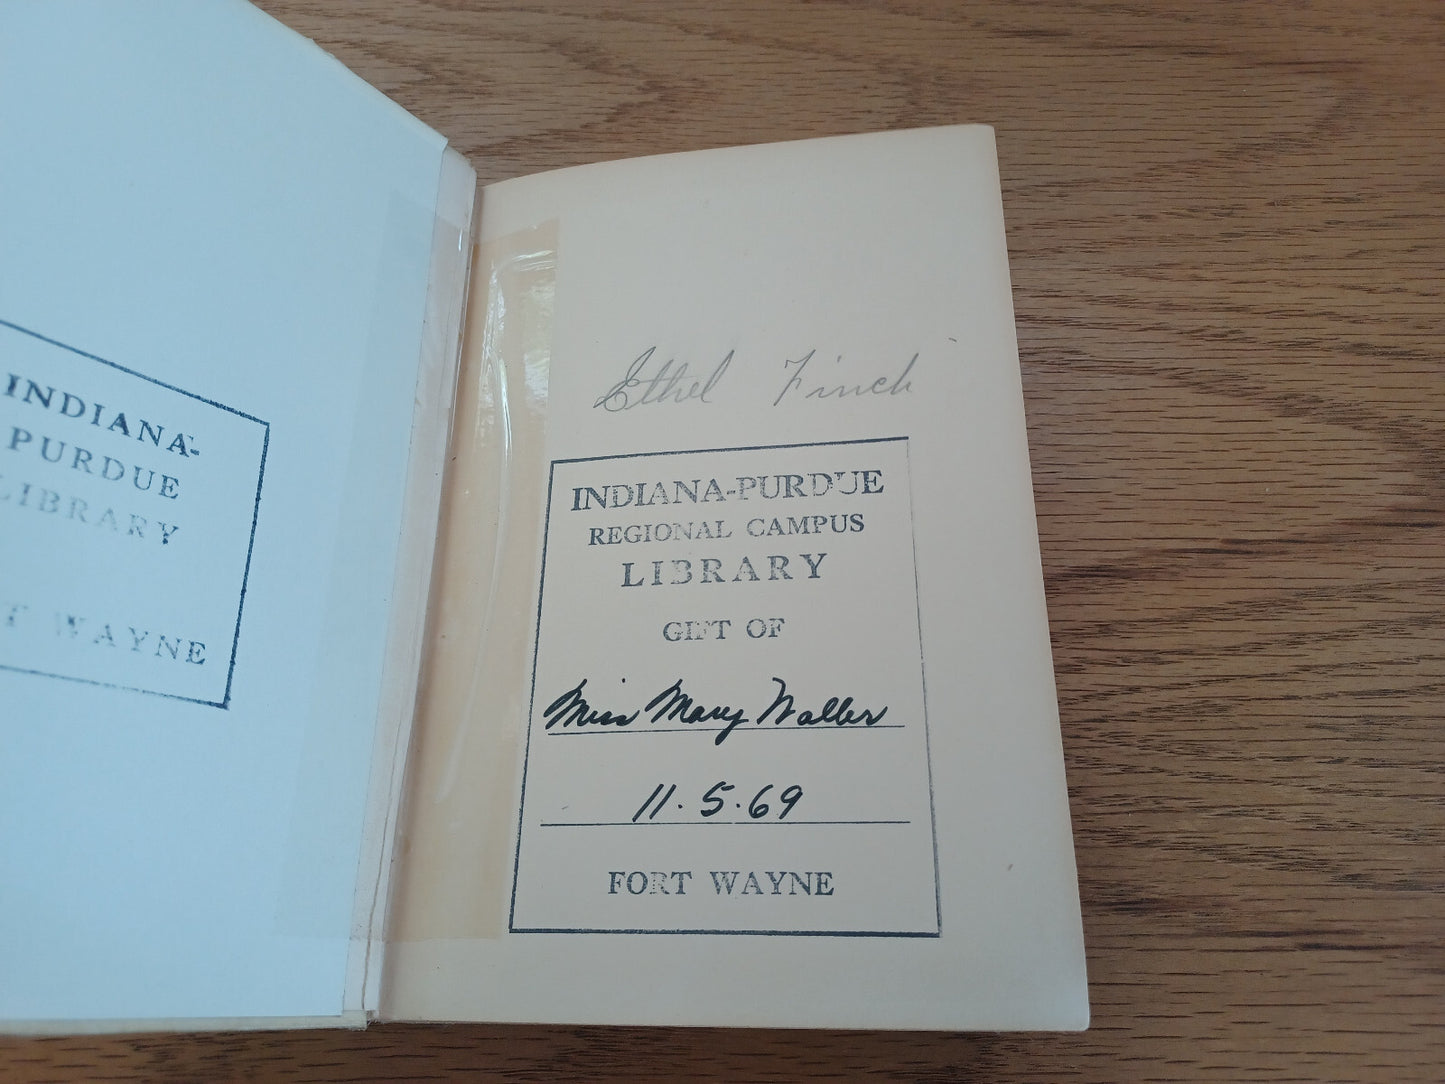 INDIANA-
PURDUE
LIBRARY
T WAYNE
Ethel Finch
INDIANA-PURDUE
REGIONAL CAMPUS
LIBRARY
GIFT OF
Miss Mary Waller
11.5.69
FORT WAYNE